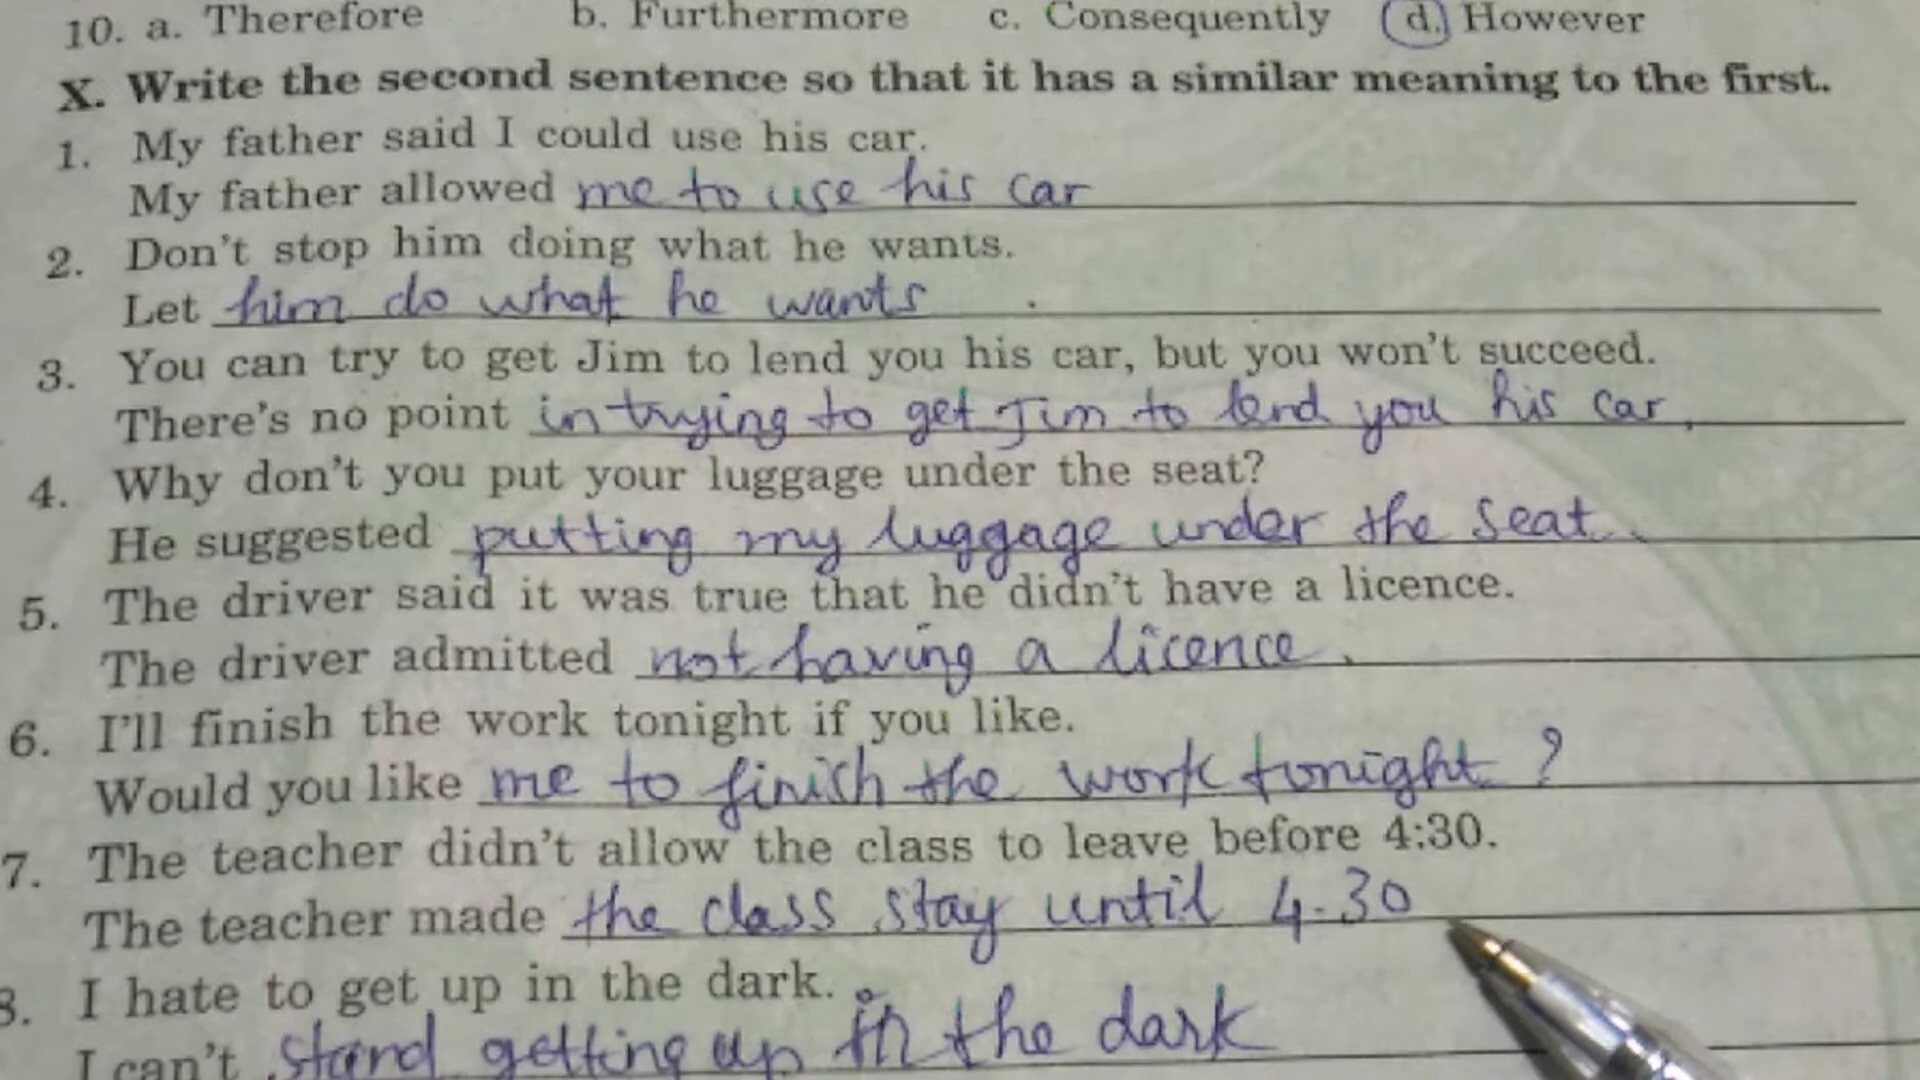 10. a. Therefore b. Furthermore c. Consequently d. However
X. Write the second sentence so that it has a similar meaning to the first.
1. My father said I could use his car.
My father allowed me to use his car
2. Don't stop him doing what he wants.
Let him do what he wants .
3. You can try to get Jim to lend you his car, but you won't succeed.
There's no point in trying to get Jim to lend you his car.
4. Why don't you put your luggage under the seat?
He suggested putting my luggage under the seat.
5. The driver said it was true that he didn't have a licence.
The driver admitted not having a licence.
6. I'll finish the work tonight if you like.
Would you like me to finish the work tonight ?
7. The teacher didn't allow the class to leave before 4:30.
The teacher made the class stay until 4.30
8. I hate to get up in the dark.
I can't stand getting up in the dark